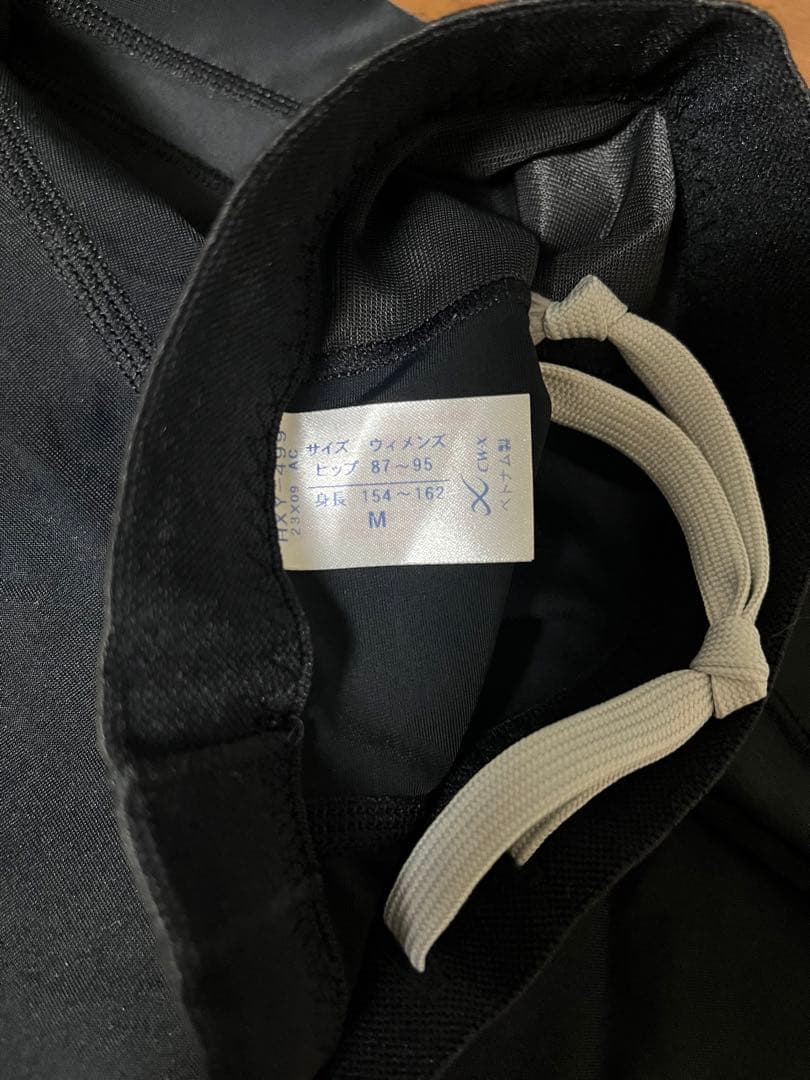 サイズ ウィメンズ
ヒップ 87～95
身長 154～162
M
HXY-499
23X09 AC
CW-X
ベトナム製